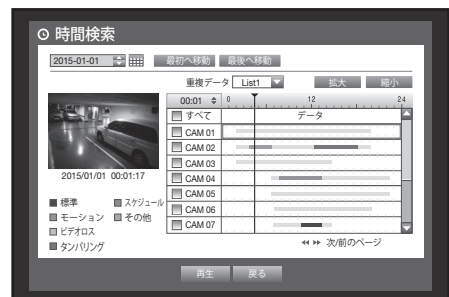 時間検索
2015-01-01 最初へ移動 最後へ移動
重複データ List1 拡大 縮小
00:01 0 12 24
すべて データ
CAM 01
CAM 02
CAM 03
CAM 04
CAM 05
CAM 06
CAM 07
2015/01/01 00:01:17
標準 スケジュール
モーション その他
ビデオロス
タンパリング
次/前のページ
再生 戻る